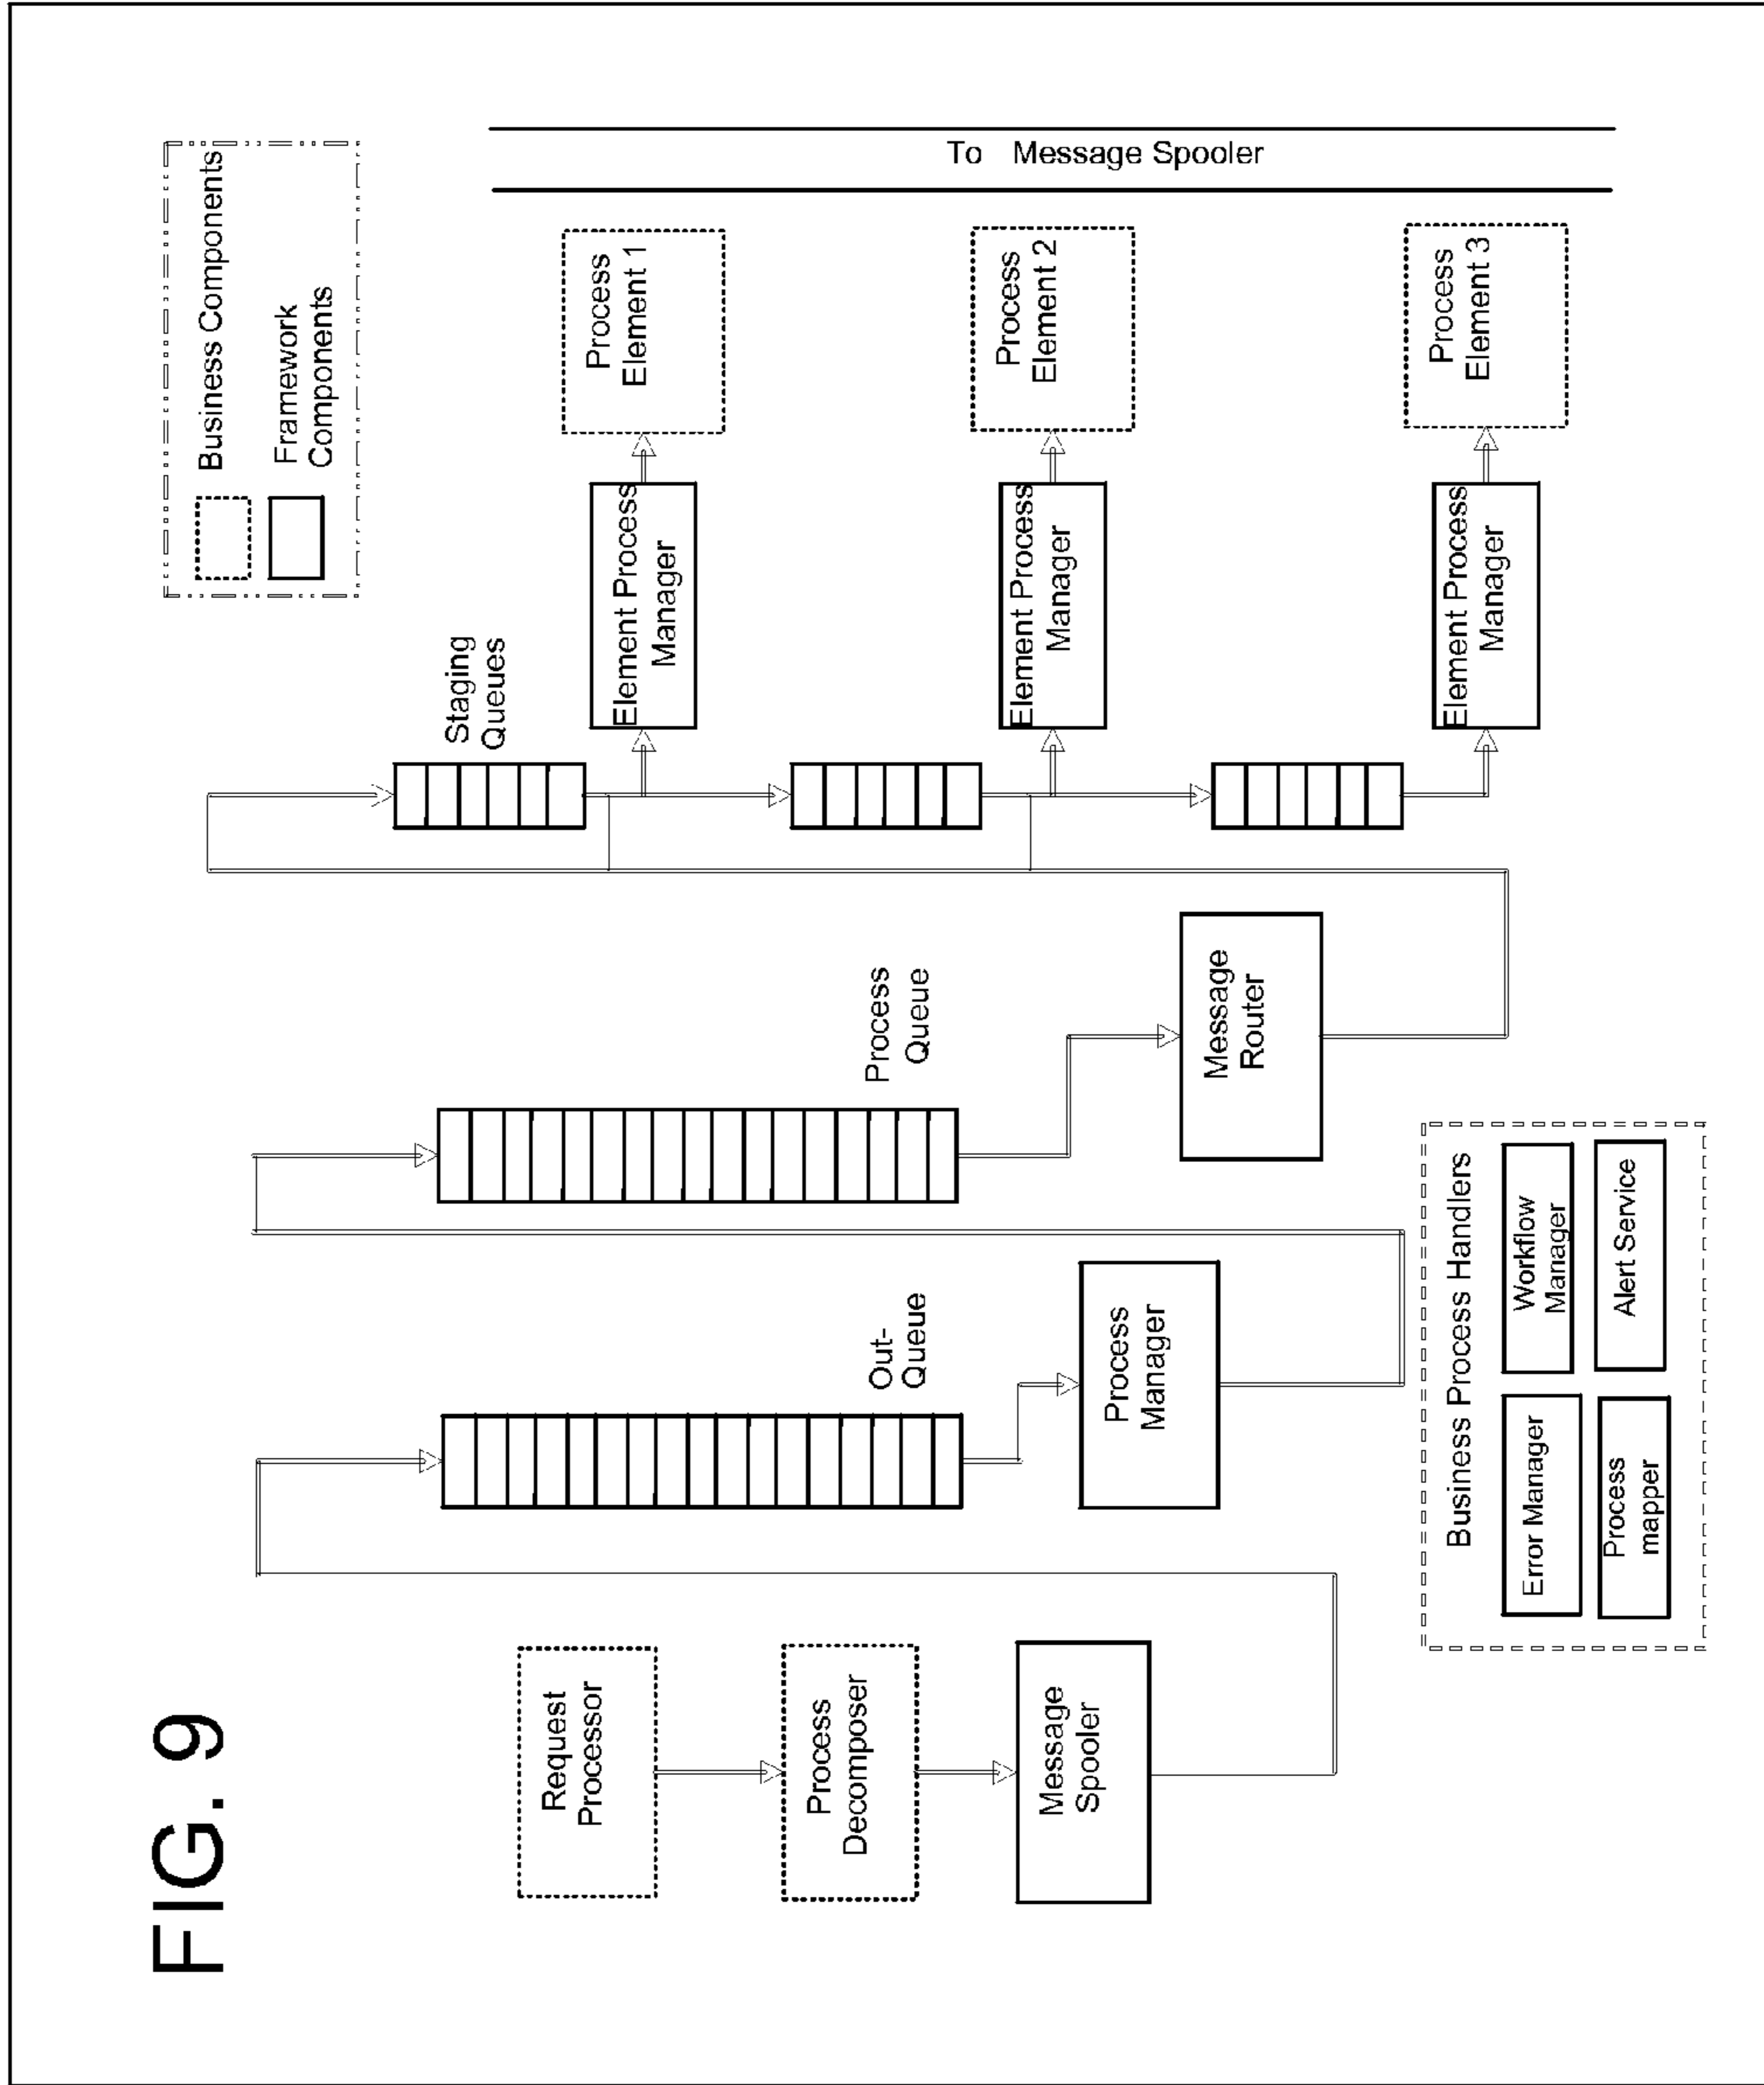 FIG. 9
Request
Processor
Process
Decomposer
Message
Spooler
Out-
Queue
Process
Manager
Process
Queue
Message
Router
Staging
Queues
Element Process
Manager
Element Process
Manager
Element Process
Manager
Process
Element 1
Process
Element 2
Process
Element 3
To Message Spooler
Business Components
Framework
Components
Business Process Handlers
Error Manager
Workflow
Manager
Process
mapper
Alert Service